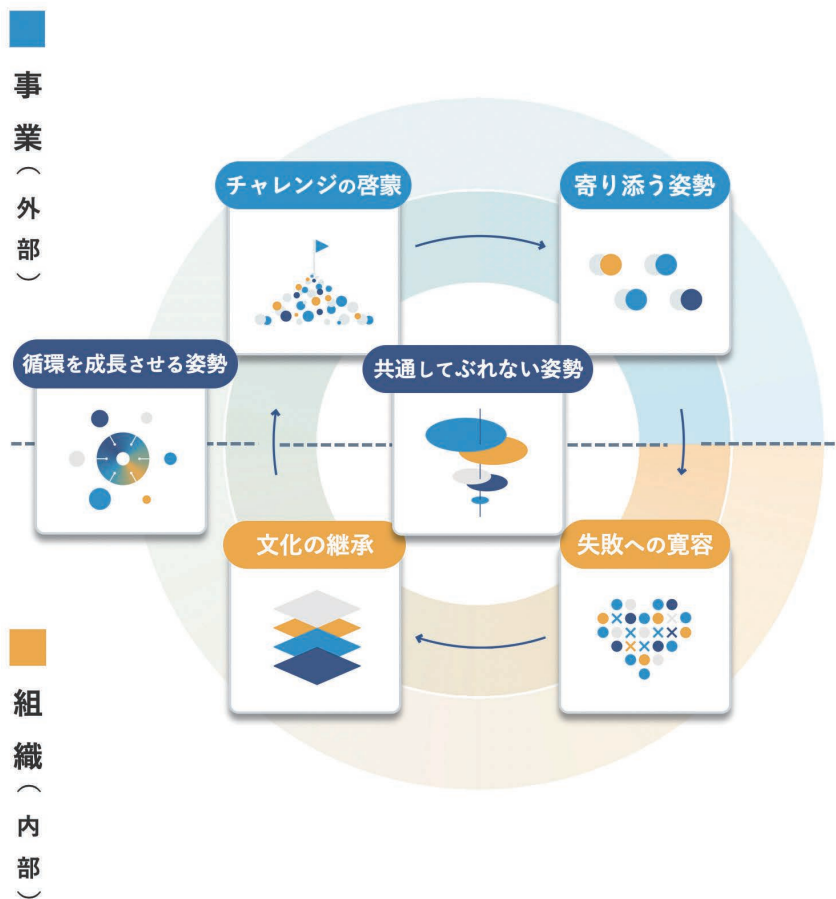 事業（外部）
チャレンジの啓蒙
寄り添う姿勢
循環を成長させる姿勢
共通してぶれない姿勢
文化の継承
失敗への寛容
組織（内部）